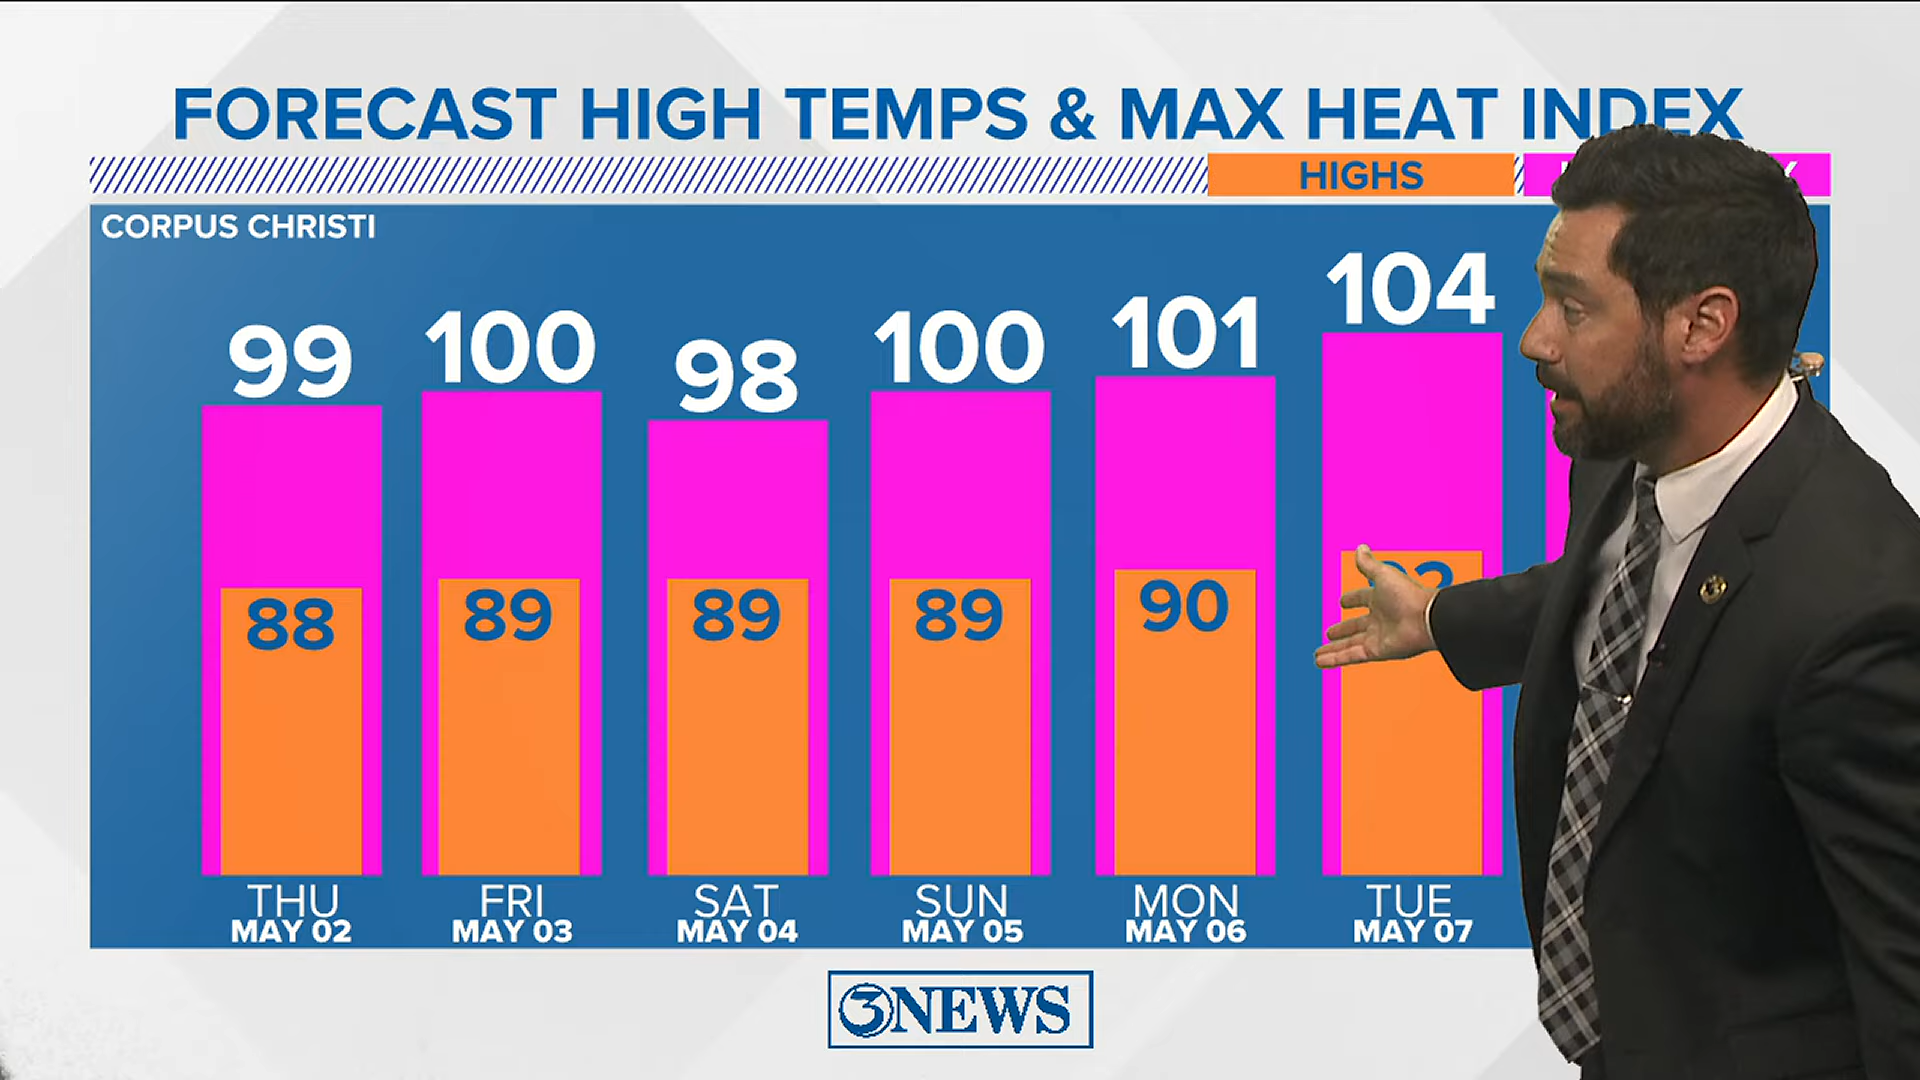 FORECAST HIGH TEMPS & MAX HEAT INDEX
HIGHS
CORPUS CHRISTI
99 100 98 100 101 104
88 89 89 89 90
THU FRI SAT SUN MON TUE
MAY 02 MAY 03 MAY 04 MAY 05 MAY 06 MAY 07
3NEWS